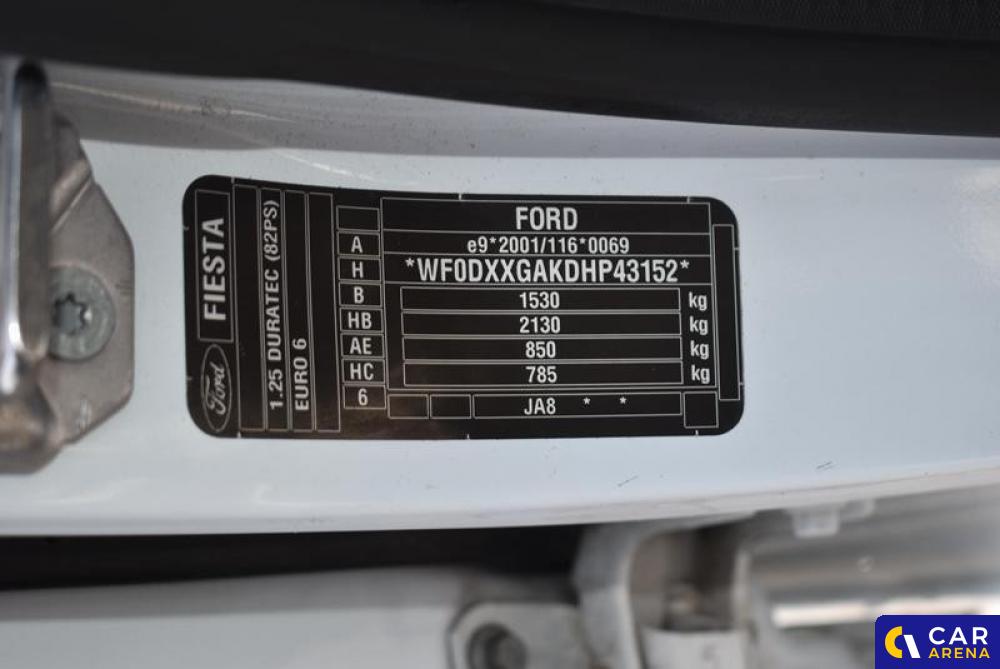 FORD
A e9*2001/116*0069
H *WF0DXXGAKDHP43152*
B 1530 kg
HB 2130 kg
AE 850 kg
HC 785 kg
6 JA8 * *
Ford FIESTA
1.25 DURATEC (82PS)
EURO 6
5
CAR
ARENA